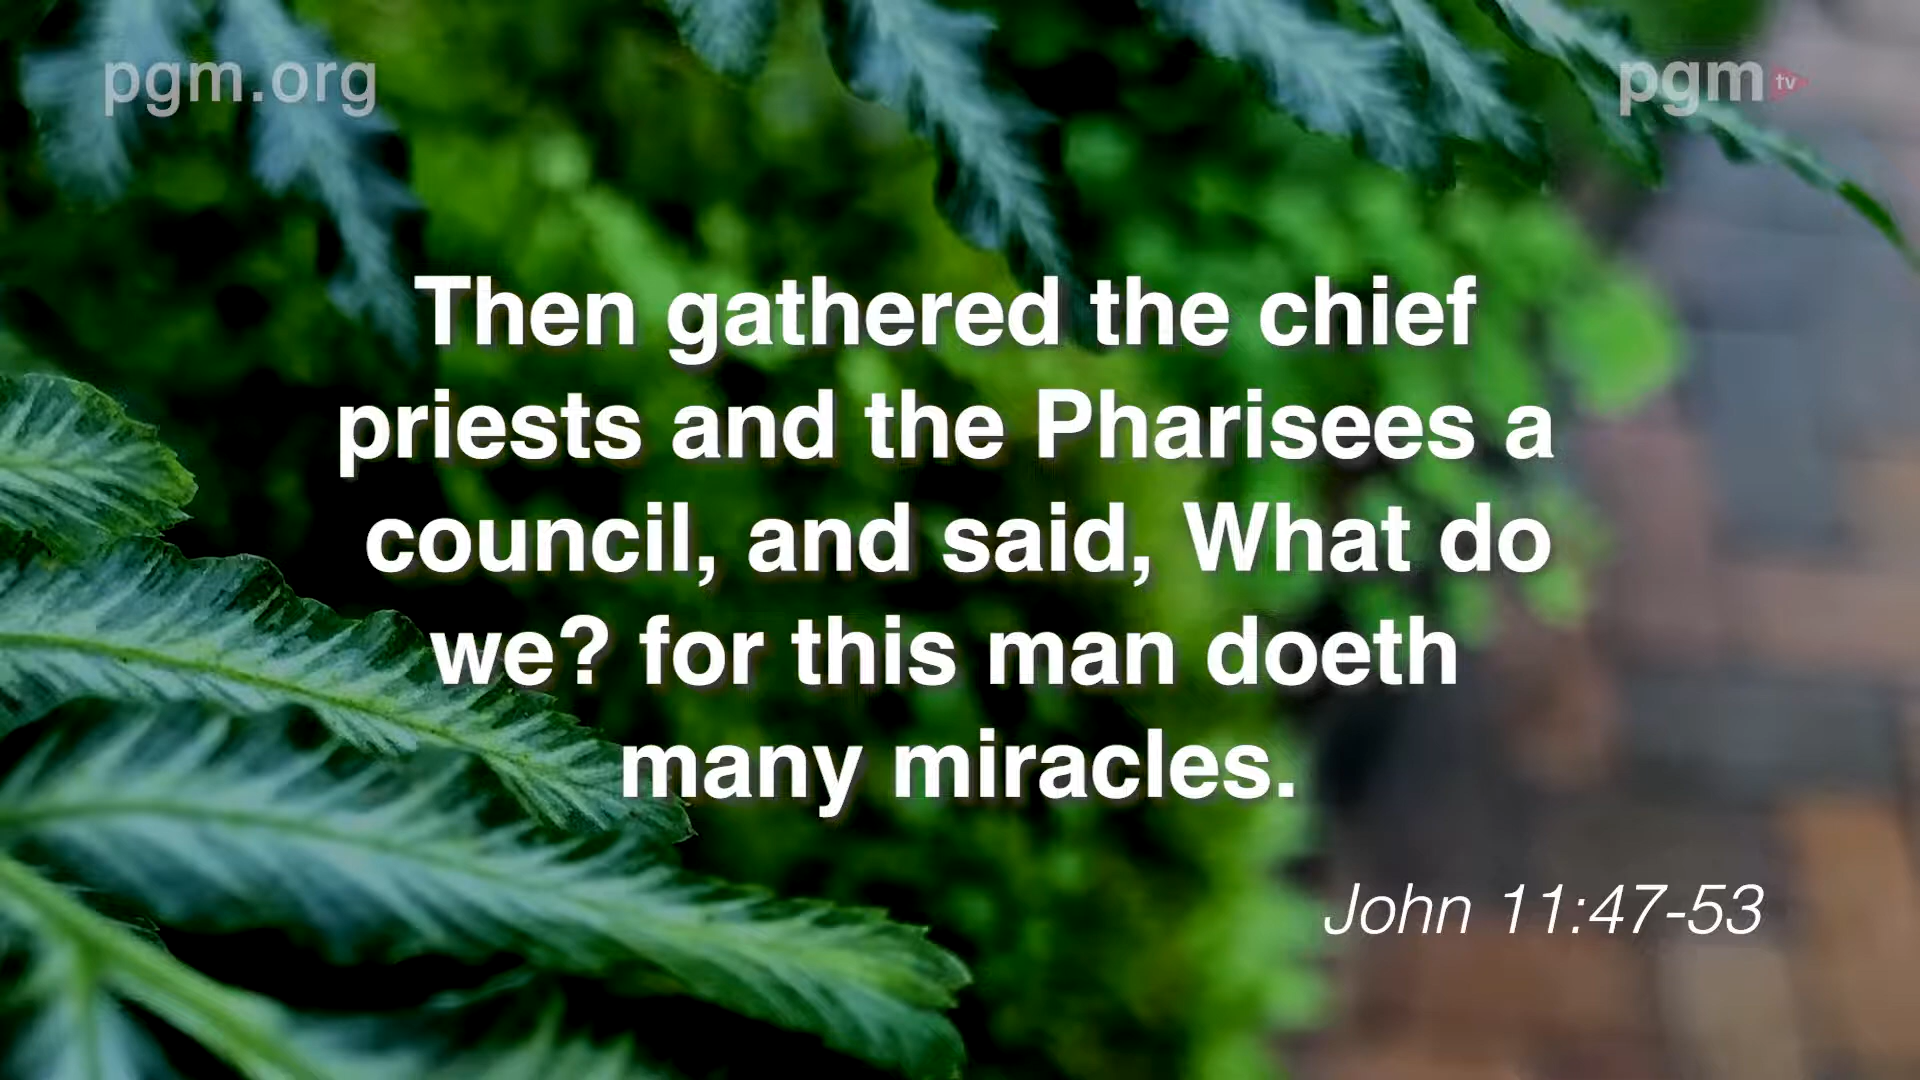 pgm.org
pgm tv
Then gathered the chief
priests and the Pharisees a
council, and said, What do
we? for this man doeth
many miracles.
John 11:47-53